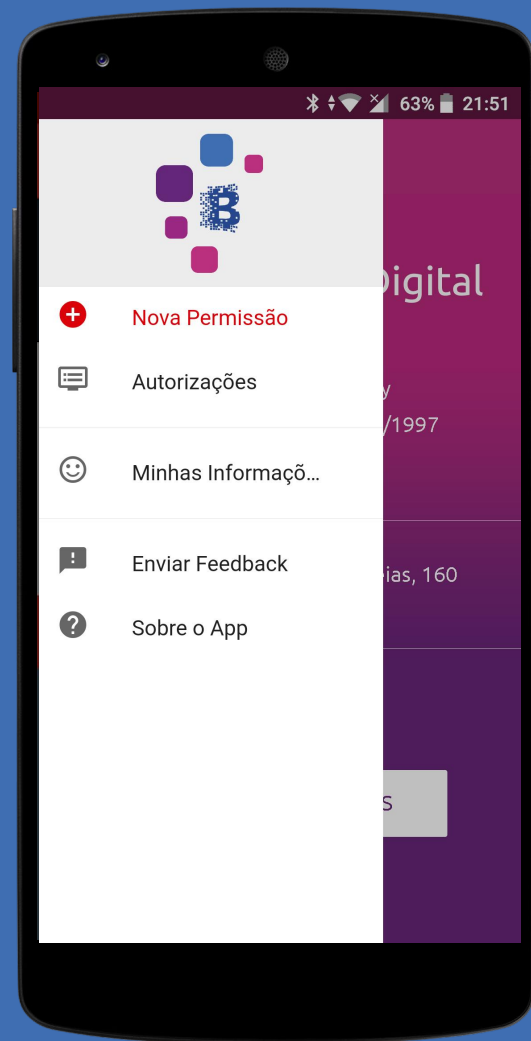 63% 21:51
Digital
Nova Permissão
Autorizações
y
/1997
Minhas Informaçõ…
Enviar Feedback
ias, 160
Sobre o App
S